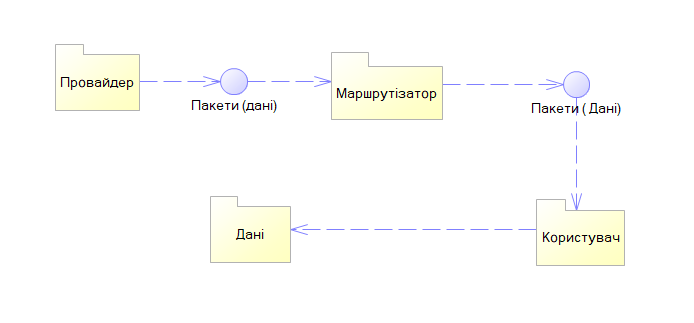 Провайдер
Пакети (дані)
Маршрутізатор
Пакети ( Дані)
Дані
Користувач